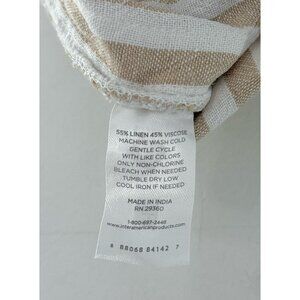 55% LINEN 45% VISCOSE
MACHINE WASH COLD
GENTLE CYCLE
WITH LIKE COLORS
ONLY NON-CHLORINE
BLEACH WHEN NEEDED
TUMBLE DRY LOW
COOL IRON IF NEEDED
MADE IN INDIA
RN 29360
1-800-697-2448
www.interamericanproducts.com
8 88068 84142 7